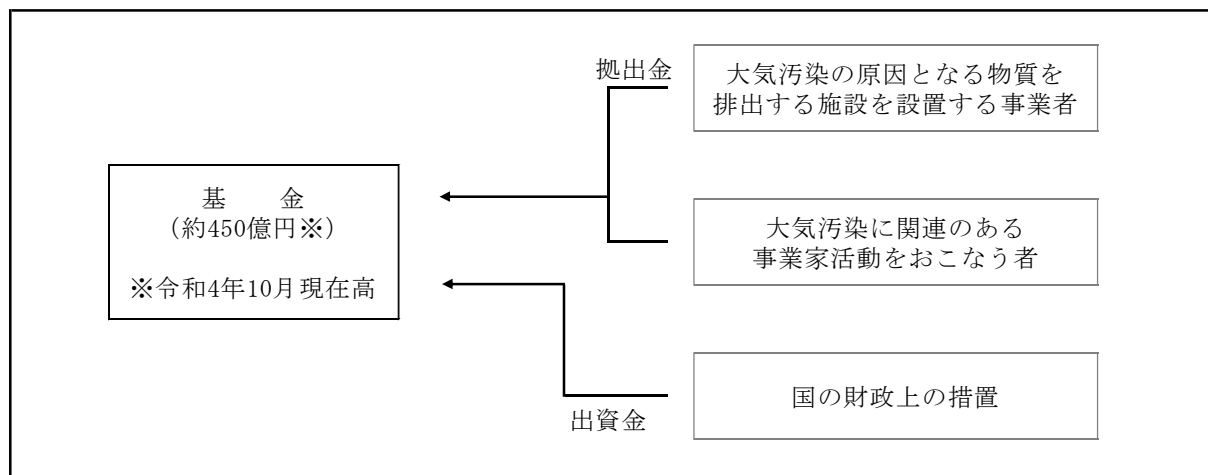 拠出金
大気汚染の原因となる物質を
排出する施設を設置する事業者
基　　金
(約450億円※)
※令和4年10月現在高
大気汚染に関連のある
事業家活動をおこなう者
出資金
国の財政上の措置